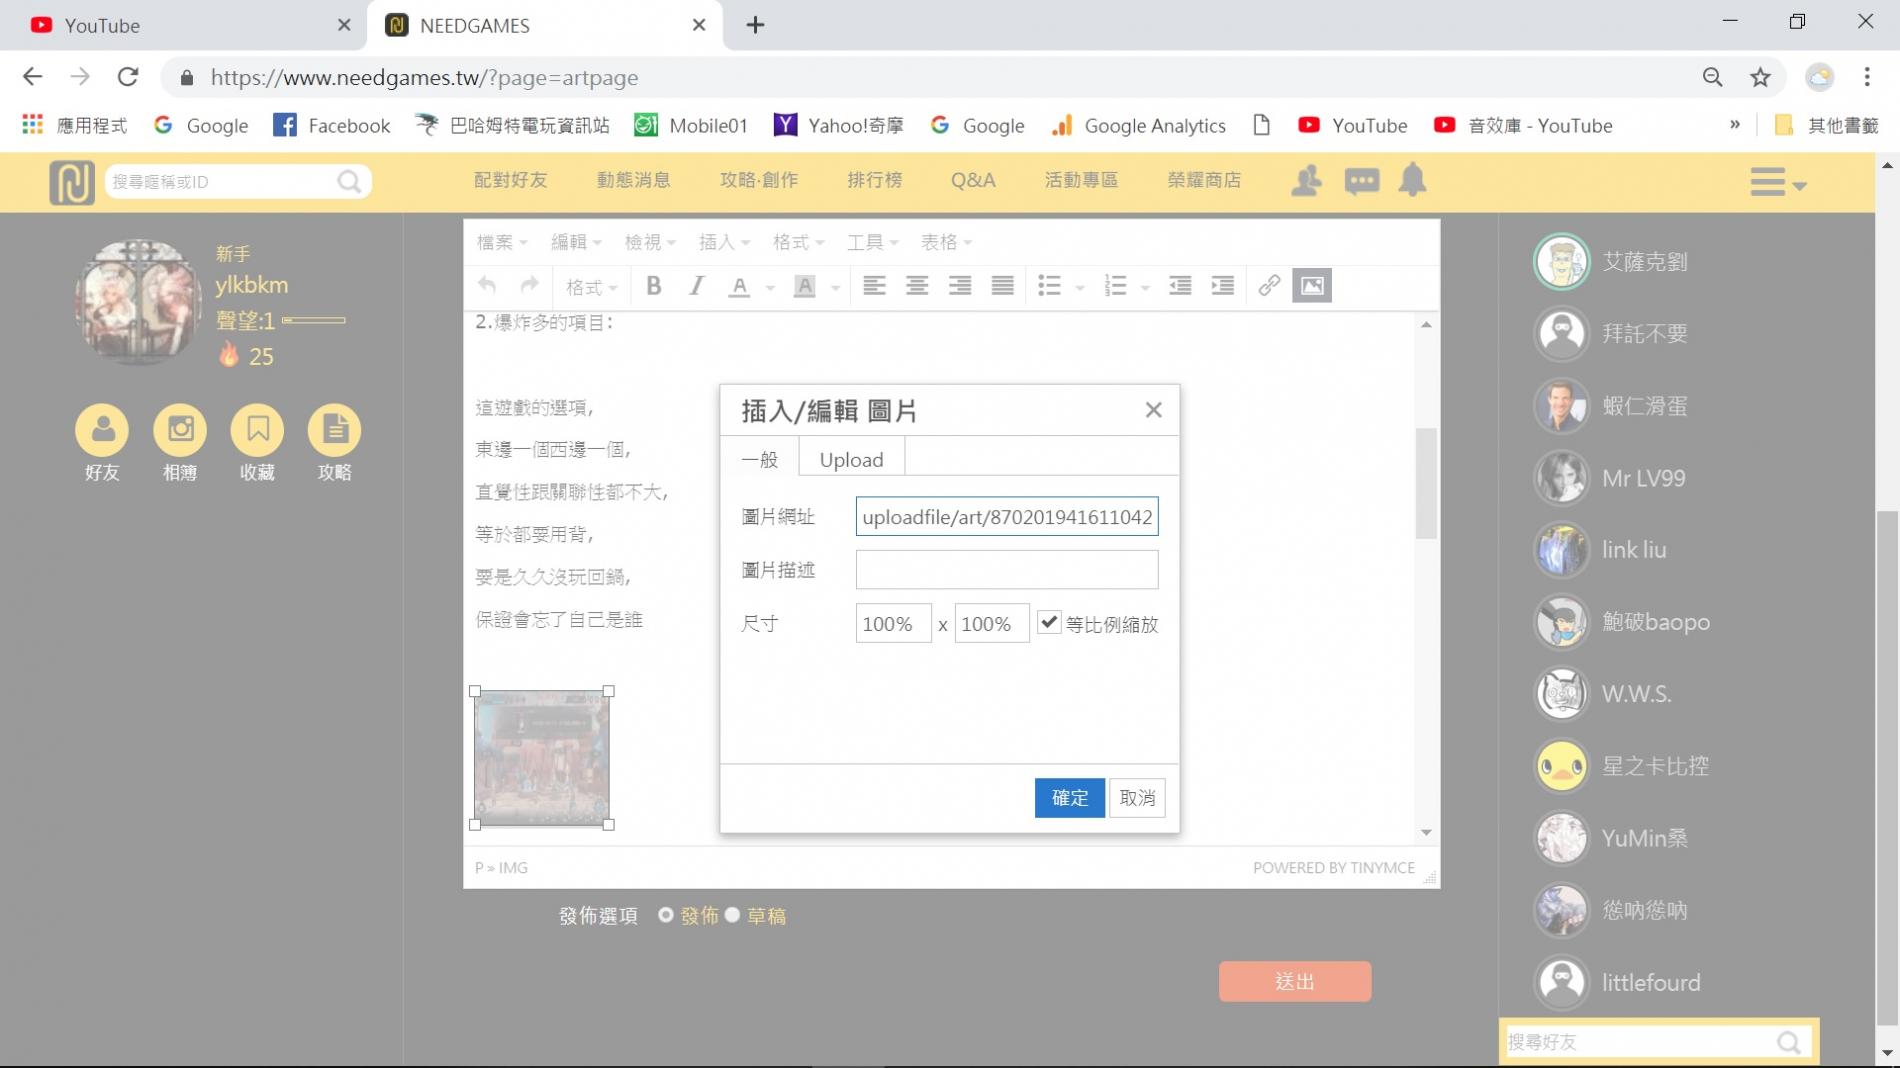 YouTube
NEEDGAMES
https://www.needgames.tw/?page=artpage
應用程式
Google
Facebook
巴哈姆特電玩資訊站
Mobile01
Yahoo!奇摩
Google
Google Analytics
YouTube
音效庫 - YouTube
»
其他書籤
搜尋暱稱或ID
配對好友
動態消息
攻略‧創作
排行榜
Q&A
活動專區
榮耀商店
新手
ylkbkm
聲望:1
25
好友
相簿
收藏
攻略
檔案
編輯
檢視
插入
格式
工具
表格
格式
2.爆炸多的項目:
這遊戲的選項,
東邊一個西邊一個,
直覺性跟關聯性都不大,
等於都要用背,
要是久久沒玩回鍋,
保證會忘了自己是誰
插入/編輯 圖片
一般
Upload
圖片網址
uploadfile/art/870201941611042
圖片描述
尺寸
100% x 100% 等比例縮放
確定
取消
P » IMG
POWERED BY TINYMCE
發佈選項 發佈 草稿
送出
艾薩克劉
拜託不要
蝦仁滑蛋
Mr LV99
link liu
鮑破baopo
W.W.S.
星之卡比控
YuMin桑
慫吶慫吶
littlefourd
搜尋好友